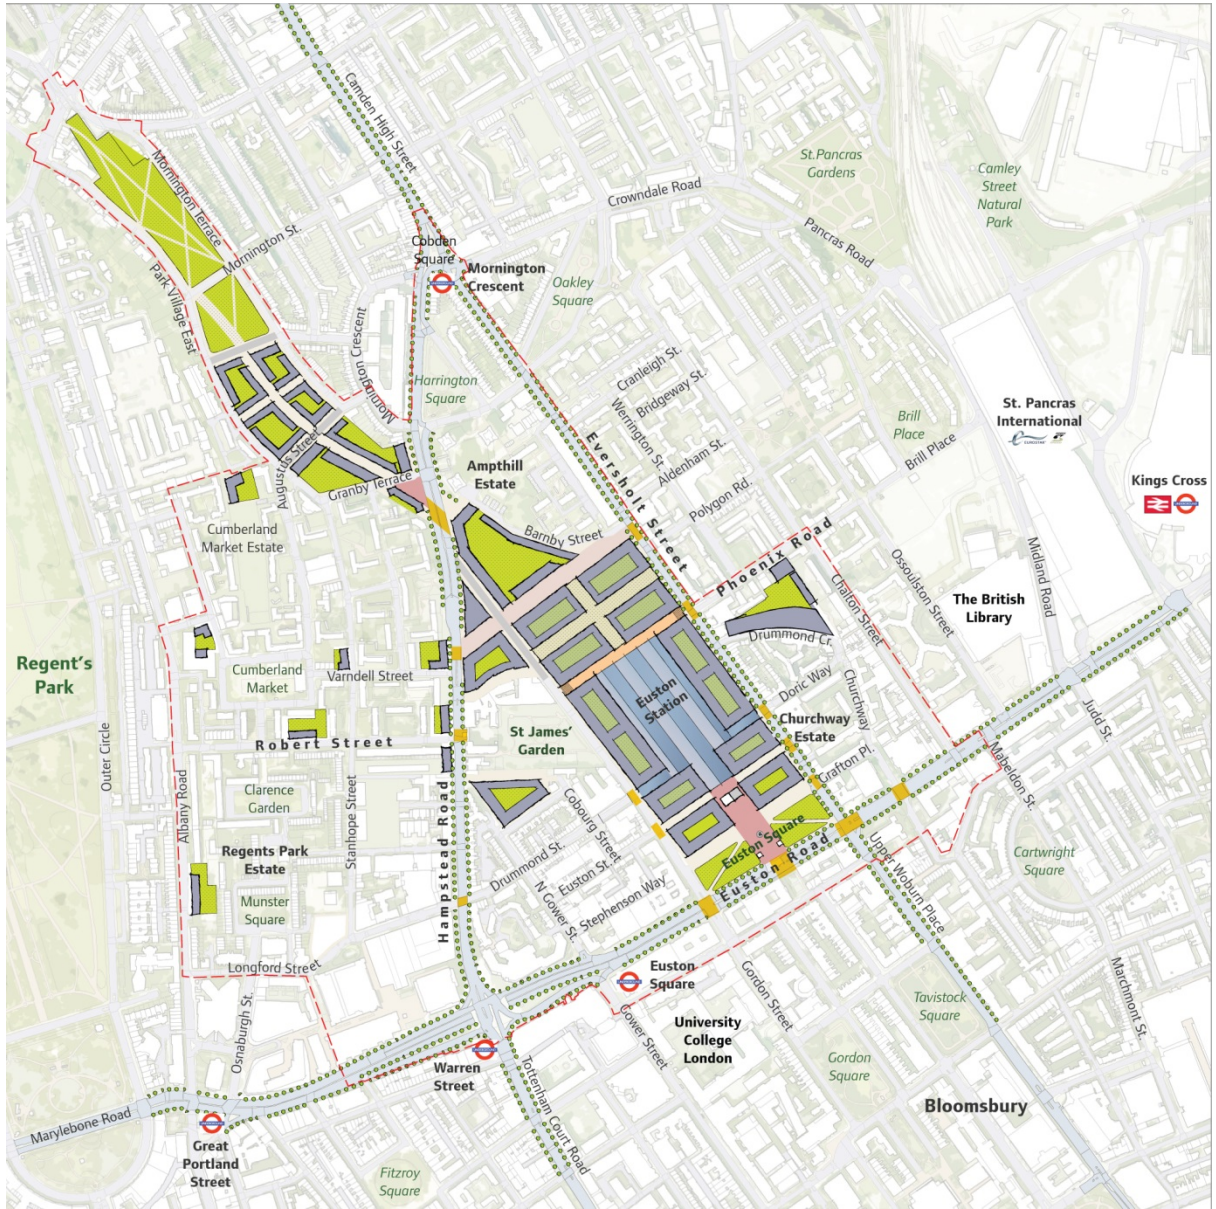 Camden High Street
St.Pancras
Gardens
Camley
Street
Natural
Park
Crowndale Road
Pancras Road
Mornington Terrace
Mornington St.
Park Village East
Cobden
Square
Mornington
Crescent
Oakley
Square
Mornington Crescent
Harrington
Square
Cranleigh St.
Bridgeway St.
Werrington St.
Aldenham St.
Polygon Rd.
Eversholt Street
Brill
Place
Brill Place
St. Pancras
International
Kings Cross
Augustus Street
Granby Terrace
Ampthill
Estate
Barnby Street
Cumberland
Market Estate
Phoenix Road
Chalton Street
Ossoulston Street
Midland Road
The British
Library
Drummond Cr.
Regent's
Park
Cumberland
Market
Varndell Street
Euston
Station
Doric Way
Churchway
Churchway
Estate
Judd St.
Outer Circle
Robert Street
St James'
Garden
Grafton Pl.
Mabeldon St.
Albany Road
Clarence
Garden
Stanhope Street
Hampstead Road
Cobourg Street
Drummond St.
Euston St.
Euston Square
Euston Road
Regents Park
Estate
Munster
Square
N Gower St.
Stephenson Way
Upper Woburn Place
Cartwright
Square
Longford Street
Osnaburgh St.
Euston
Square
Gordon Street
Gower Street
University
College
London
Tavistock
Square
Marchmont St.
Gordon
Square
Warren
Street
Tottenham Court Road
Bloomsbury
Marylebone Road
Great
Portland
Street
Fitzroy
Square